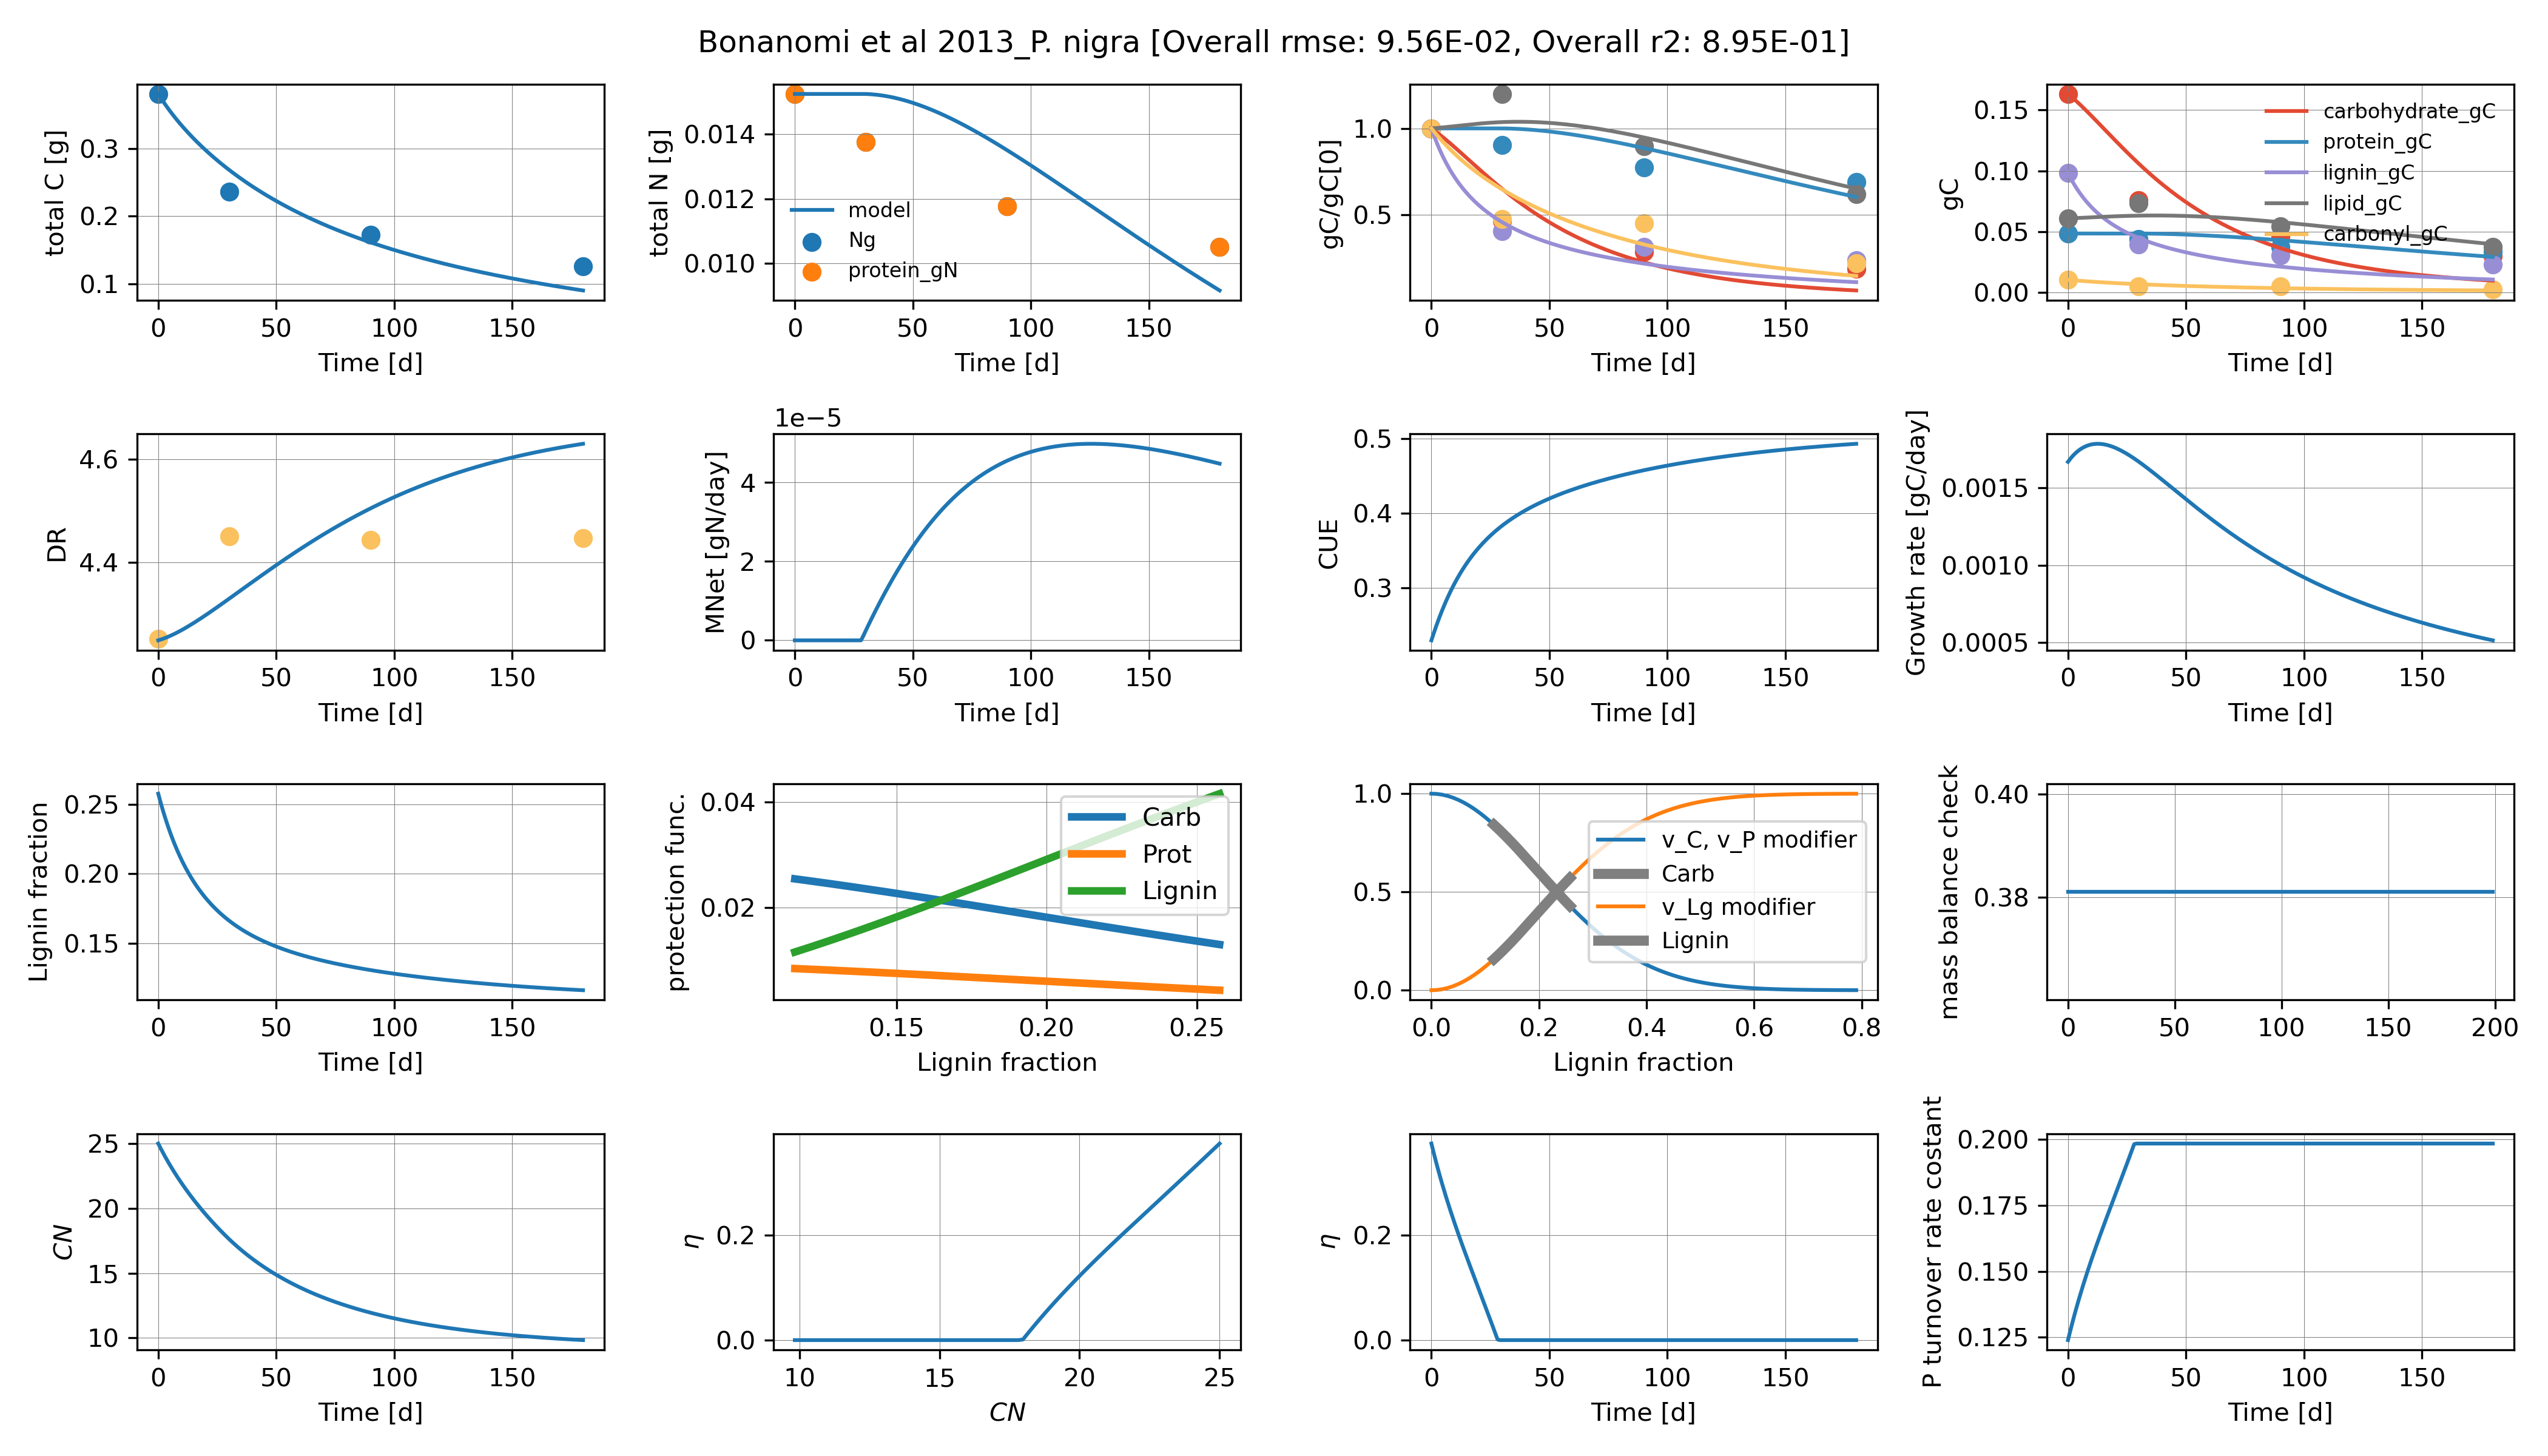 Bonanomi et al 2013_P. nigra [Overall rmse: 9.56E-02, Overall r2: 8.95E-01]
total C [g]
0.3
0.2
0.1
0 50 100 150
Time [d]
total N [g]
0.014
0.012
0.010
model
Ng
protein_gN
0 50 100 150
Time [d]
gC/gC[0]
1.0
0.5
0 50 100 150
Time [d]
gC
0.15
0.10
0.05
0.00
carbohydrate_gC
protein_gC
lignin_gC
lipid_gC
carbonyl_gC
0 50 100 150
Time [d]
DR
4.6
4.4
0 50 100 150
Time [d]
1e−5
MNet [gN/day]
4
2
0
0 50 100 150
Time [d]
CUE
0.5
0.4
0.3
0 50 100 150
Time [d]
Growth rate [gC/day]
0.0015
0.0010
0.0005
0 50 100 150
Time [d]
Lignin fraction
0.25
0.20
0.15
0 50 100 150
Time [d]
protection func.
0.04
0.02
Carb
Prot
Lignin
0.15 0.20 0.25
Lignin fraction
1.0
0.5
0.0
v_C, v_P modifier
Carb
v_Lg modifier
Lignin
0.0 0.2 0.4 0.6 0.8
Lignin fraction
mass balance check
0.40
0.38
0 50 100 150 200
CN
25
20
15
10
0 50 100 150
Time [d]
η
0.2
0.0
10 15 20 25
CN
η
0.2
0.0
0 50 100 150
Time [d]
P turnover rate costant
0.200
0.175
0.150
0.125
0 50 100 150
Time [d]